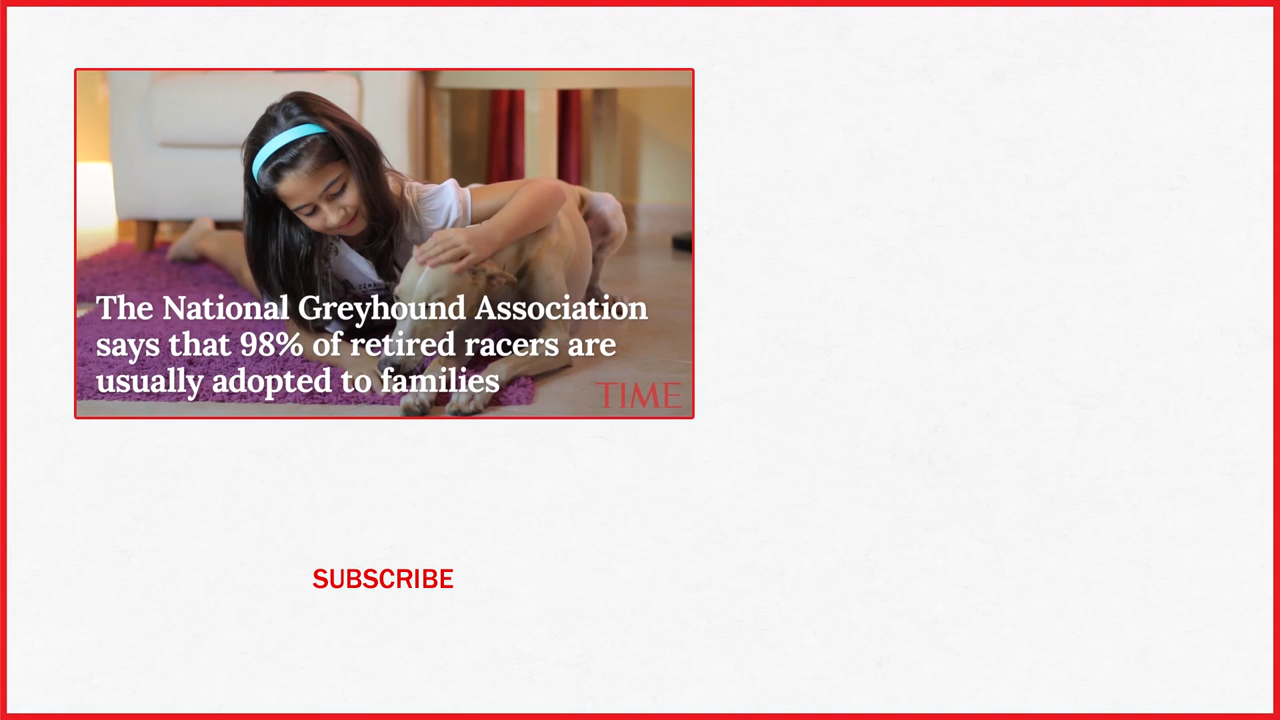 The National Greyhound Association
says that 98% of retired racers are
usually adopted to families
TIME
SUBSCRIBE